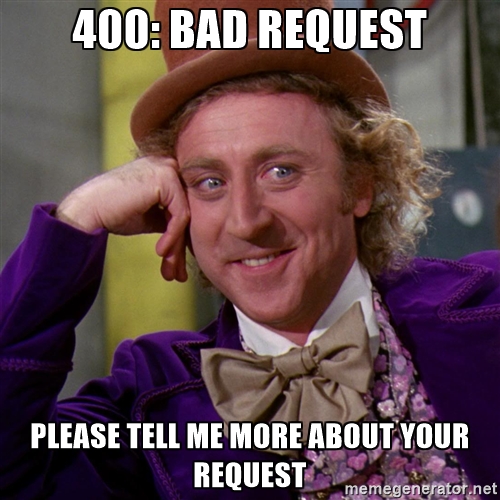 400: BAD REQUEST
PLEASE TELL ME MORE ABOUT YOUR
REQUEST
memegenerator.net